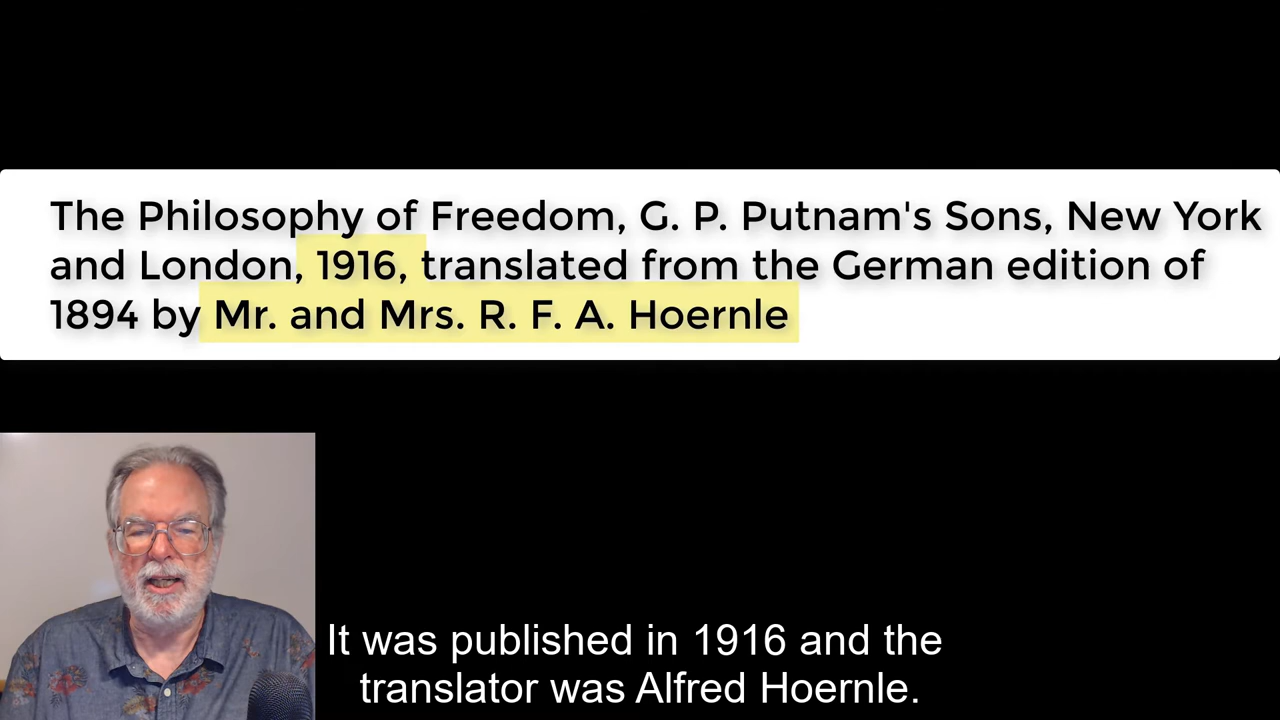 The Philosophy of Freedom, G. P. Putnam's Sons, New York
and London, 1916, translated from the German edition of
1894 by Mr. and Mrs. R. F. A. Hoernle
It was published in 1916 and the
translator was Alfred Hoernle.